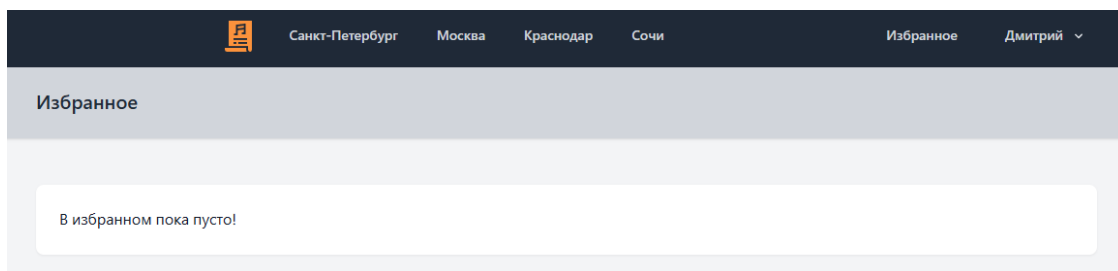 Санкт-Петербург Москва Краснодар Сочи Избранное Дмитрий
Избранное
В избранном пока пусто!